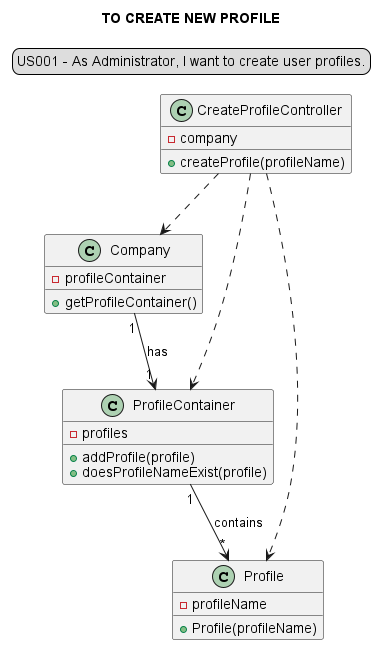 TO CREATE NEW PROFILE
US001 - As Administrator, I want to create user profiles.
C CreateProfileController
company
createProfile(profileName)
C Company
profileContainer
getProfileContainer()
1
has
1
C ProfileContainer
profiles
addProfile(profile)
doesProfileNameExist(profile)
1
contains
*
C Profile
profileName
Profile(profileName)